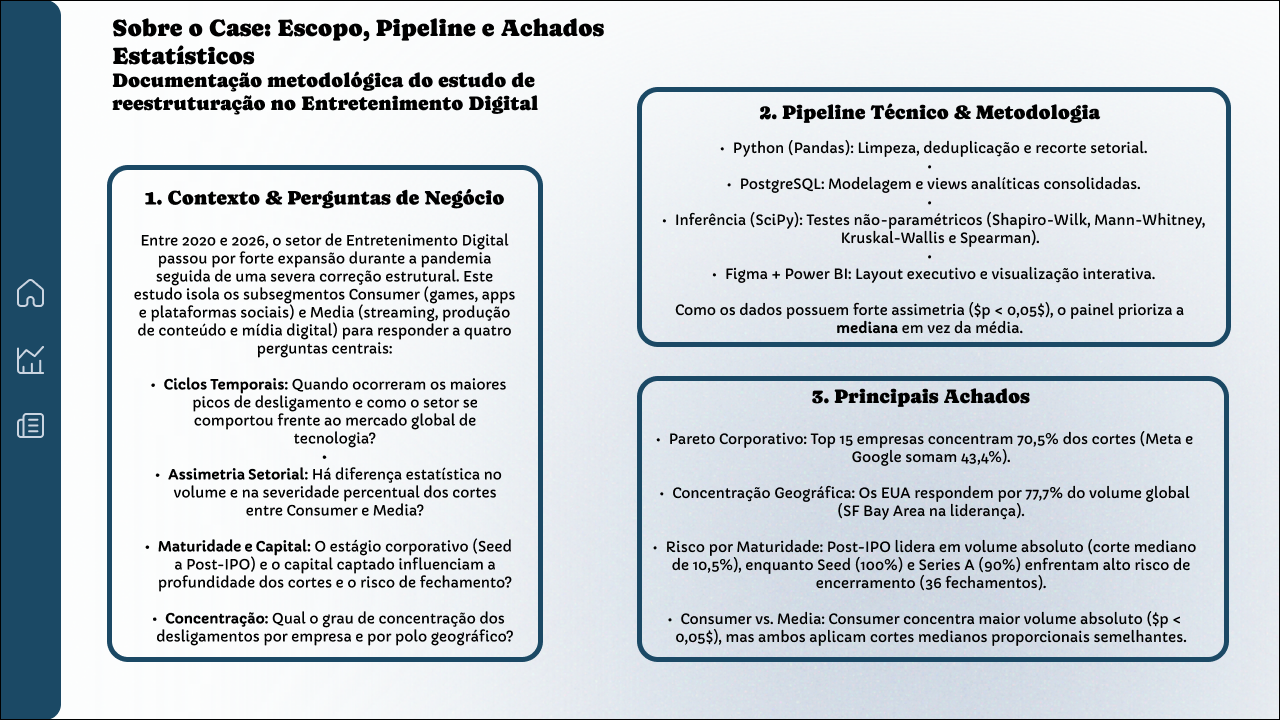 Sobre o Case: Escopo, Pipeline e Achados
Estatísticos
Documentação metodológica do estudo de
reestruturação no Entretenimento Digital
1. Contexto & Perguntas de Negócio
Entre 2020 e 2026, o setor de Entretenimento Digital
passou por forte expansão durante a pandemia
seguida de uma severa correção estrutural. Este
estudo isola os subsegmentos Consumer (games, apps
e plataformas sociais) e Media (streaming, produção
de conteúdo e mídia digital) para responder a quatro
perguntas centrais:
• Ciclos Temporais: Quando ocorreram os maiores
picos de desligamento e como o setor se
comportou frente ao mercado global de
tecnologia?
•
• Assimetria Setorial: Há diferença estatística no
volume e na severidade percentual dos cortes
entre Consumer e Media?
• Maturidade e Capital: O estágio corporativo (Seed
a Post-IPO) e o capital captado influenciam a
profundidade dos cortes e o risco de fechamento?
• Concentração: Qual o grau de concentração dos
desligamentos por empresa e por polo geográfico?
2. Pipeline Técnico & Metodologia
• Python (Pandas): Limpeza, deduplicação e recorte setorial.
•
• PostgreSQL: Modelagem e views analíticas consolidadas.
•
• Inferência (SciPy): Testes não-paramétricos (Shapiro-Wilk, Mann-Whitney,
Kruskal-Wallis e Spearman).
•
• Figma + Power BI: Layout executivo e visualização interativa.
Como os dados possuem forte assimetria ($p < 0,05$), o painel prioriza a
mediana em vez da média.
3. Principais Achados
• Pareto Corporativo: Top 15 empresas concentram 70,5% dos cortes (Meta e
Google somam 43,4%).
• Concentração Geográfica: Os EUA respondem por 77,7% do volume global
(SF Bay Area na liderança).
• Risco por Maturidade: Post-IPO lidera em volume absoluto (corte mediano
de 10,5%), enquanto Seed (100%) e Series A (90%) enfrentam alto risco de
encerramento (36 fechamentos).
• Consumer vs. Media: Consumer concentra maior volume absoluto ($p <
0,05$), mas ambos aplicam cortes medianos proporcionais semelhantes.